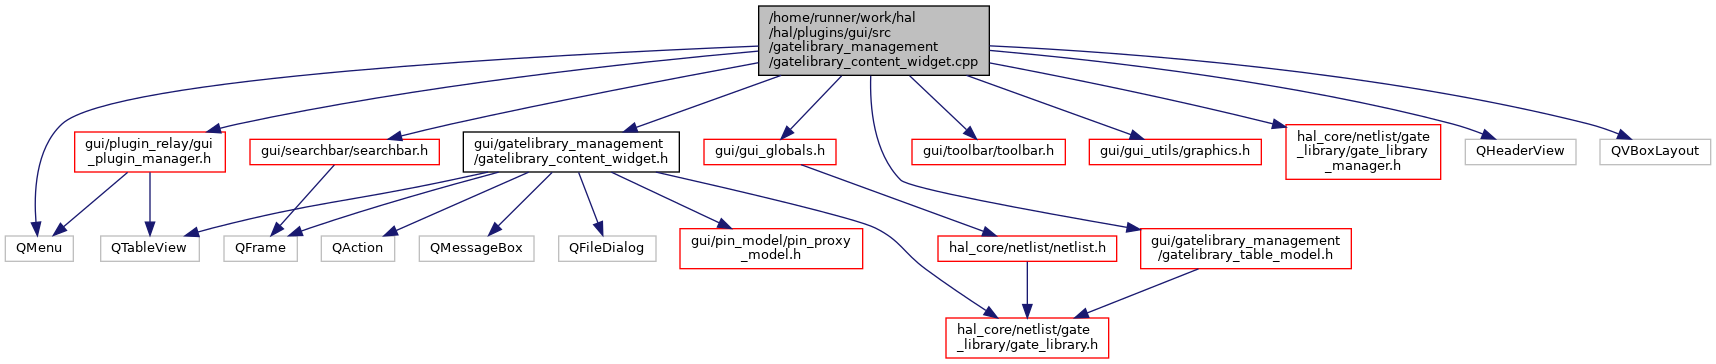 /home/runner/work/hal
/hal/plugins/gui/src
/gatelibrary_management
/gatelibrary_content_widget.cpp
gui/plugin_relay/gui
_plugin_manager.h
gui/searchbar/searchbar.h
gui/gatelibrary_management
/gatelibrary_content_widget.h
gui/gui_globals.h
gui/toolbar/toolbar.h
gui/gui_utils/graphics.h
hal_core/netlist/gate
_library/gate_library
_manager.h
QHeaderView
QVBoxLayout
QMenu
QTableView
QFrame
QAction
QMessageBox
QFileDialog
gui/pin_model/pin_proxy
_model.h
hal_core/netlist/netlist.h
gui/gatelibrary_management
/gatelibrary_table_model.h
hal_core/netlist/gate
_library/gate_library.h